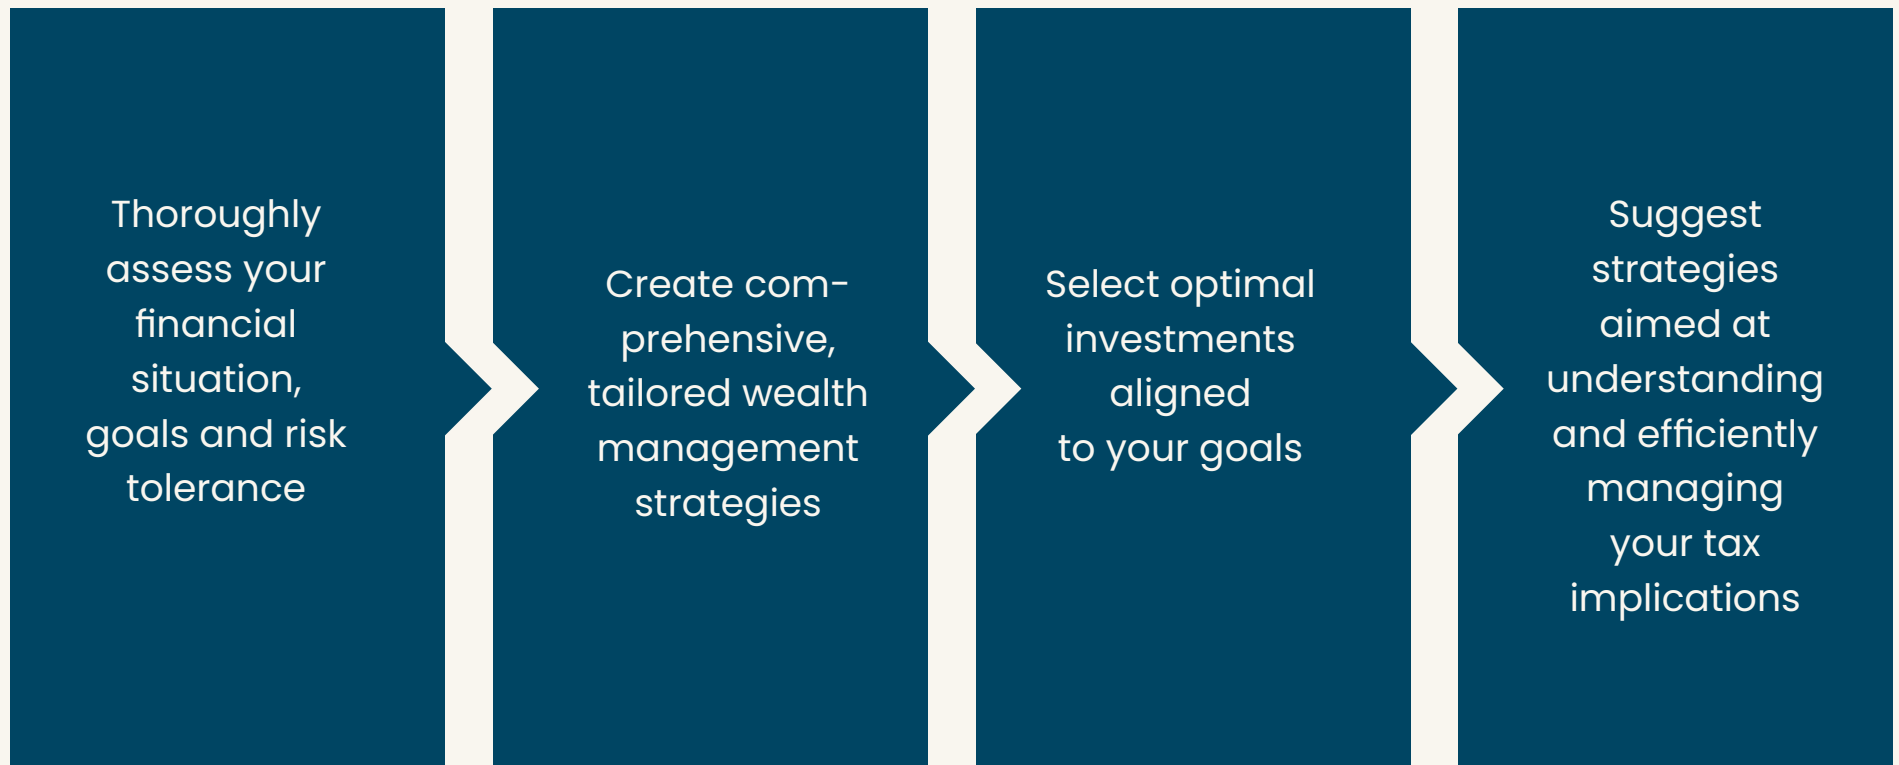 Thoroughly
assess your
financial
situation,
goals and risk
tolerance
Create com-
prehensive,
tailored wealth
management
strategies
Select optimal
investments
aligned
to your goals
Suggest
strategies
aimed at
understanding
and efficiently
managing
your tax
implications